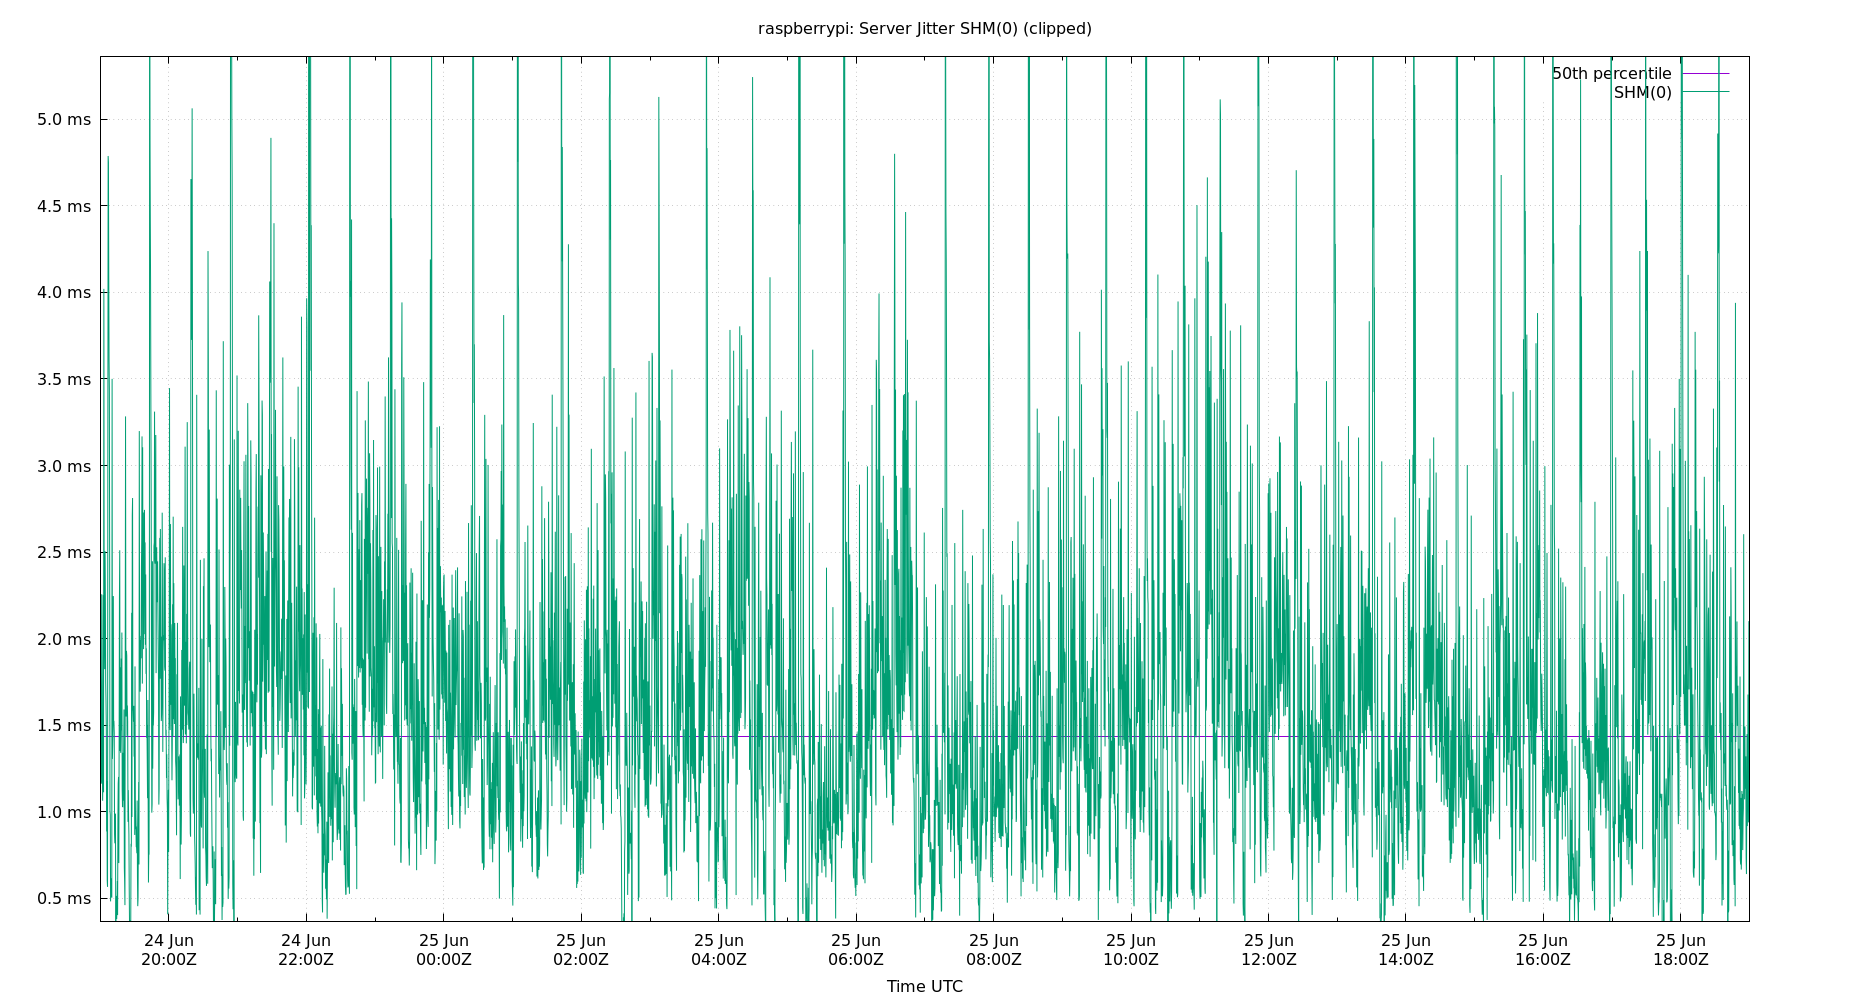 raspberrypi: Server Jitter SHM(0) (clipped)
50th percentile
SHM(0)
5.0 ms
4.5 ms
4.0 ms
3.5 ms
3.0 ms
2.5 ms
2.0 ms
1.5 ms
1.0 ms
0.5 ms
24 Jun 24 Jun 25 Jun 25 Jun 25 Jun 25 Jun 25 Jun 25 Jun 25 Jun 25 Jun 25 Jun 25 Jun
20:00Z 22:00Z 00:00Z 02:00Z 04:00Z 06:00Z 08:00Z 10:00Z 12:00Z 14:00Z 16:00Z 18:00Z
Time UTC